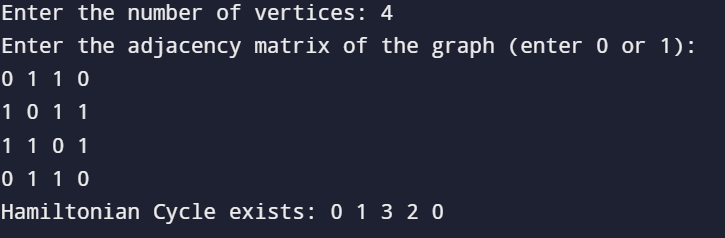 Enter the number of vertices: 4
Enter the adjacency matrix of the graph (enter 0 or 1):
0 1 1 0
1 0 1 1
1 1 0 1
0 1 1 0
Hamiltonian Cycle exists: 0 1 3 2 0